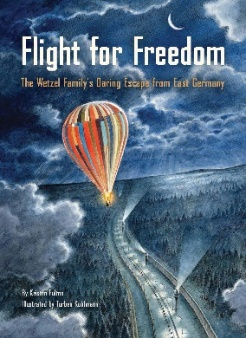 Flight for Freedom
The Wetzel Family's Daring Escape from East Germany
By Kristen Fulton
Illustrated by Torben Kuhlmann